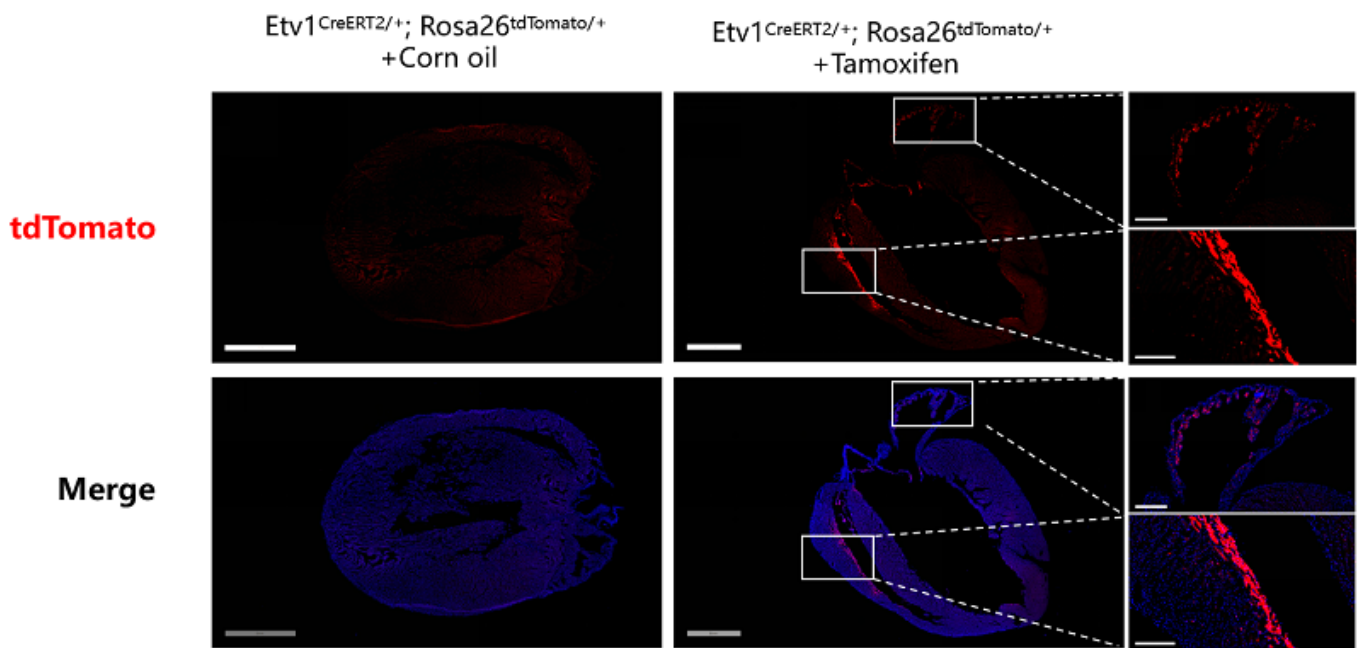 Etv1CreERT2/+; Rosa26tdTomato/+
+Corn oil
Etv1CreERT2/+; Rosa26tdTomato/+
+Tamoxifen
tdTomato
Merge